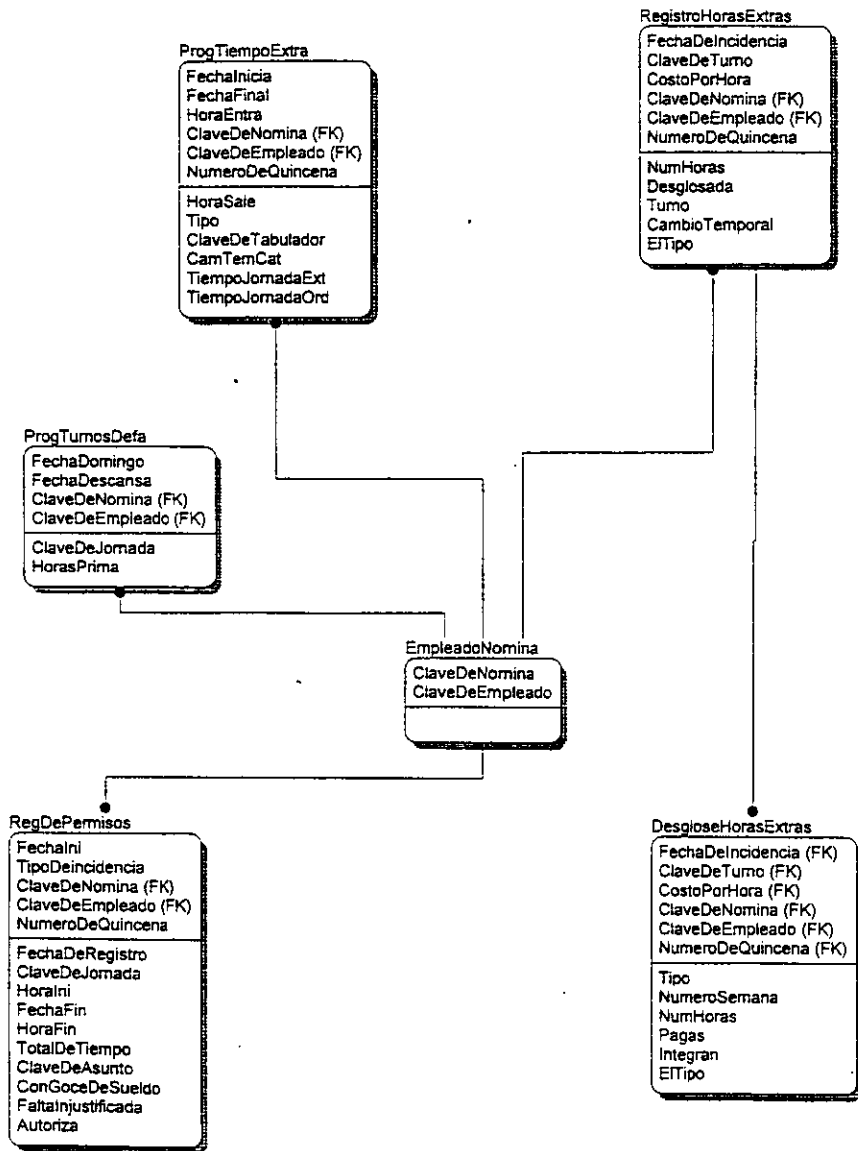 ProgTiempoExtra
FechaInicia
FechaFinal
HoraEntra
ClaveDeNomina (FK)
ClaveDeEmpleado (FK)
NumeroDeQuincena
HoraSale
Tipo
ClaveDeTabulador
CamTemCat
TiempoJornadaExt
TiempoJornadaOrd
RegistroHorasExtras
FechaDeIncidencia
ClaveDeTurno
CostoPorHora
ClaveDeNomina (FK)
ClaveDeEmpleado (FK)
NumeroDeQuincena
NumHoras
Desglosada
Turno
CambioTemporal
ElTipo
ProgTurnosDefa
FechaDomingo
FechaDescansa
ClaveDeNomina (FK)
ClaveDeEmpleado (FK)
ClaveDeJornada
HorasPrima
EmpleadoNomina
ClaveDeNomina
ClaveDeEmpleado
RegDePermisos
FechaIni
TipoDeincidencia
ClaveDeNomina (FK)
ClaveDeEmpleado (FK)
NumeroDeQuincena
FechaDeRegistro
ClaveDeJornada
HoraIni
FechaFin
HoraFin
TotalDeTiempo
ClaveDeAsunto
ConGoceDeSueldo
FaltaInjustificada
Autoriza
DesgloseHorasExtras
FechaDeIncidencia (FK)
ClaveDeTurno (FK)
CostoPorHora (FK)
ClaveDeNomina (FK)
ClaveDeEmpleado (FK)
NumeroDeQuincena (FK)
Tipo
NumeroSemana
NumHoras
Pagas
Integran
ElTipo